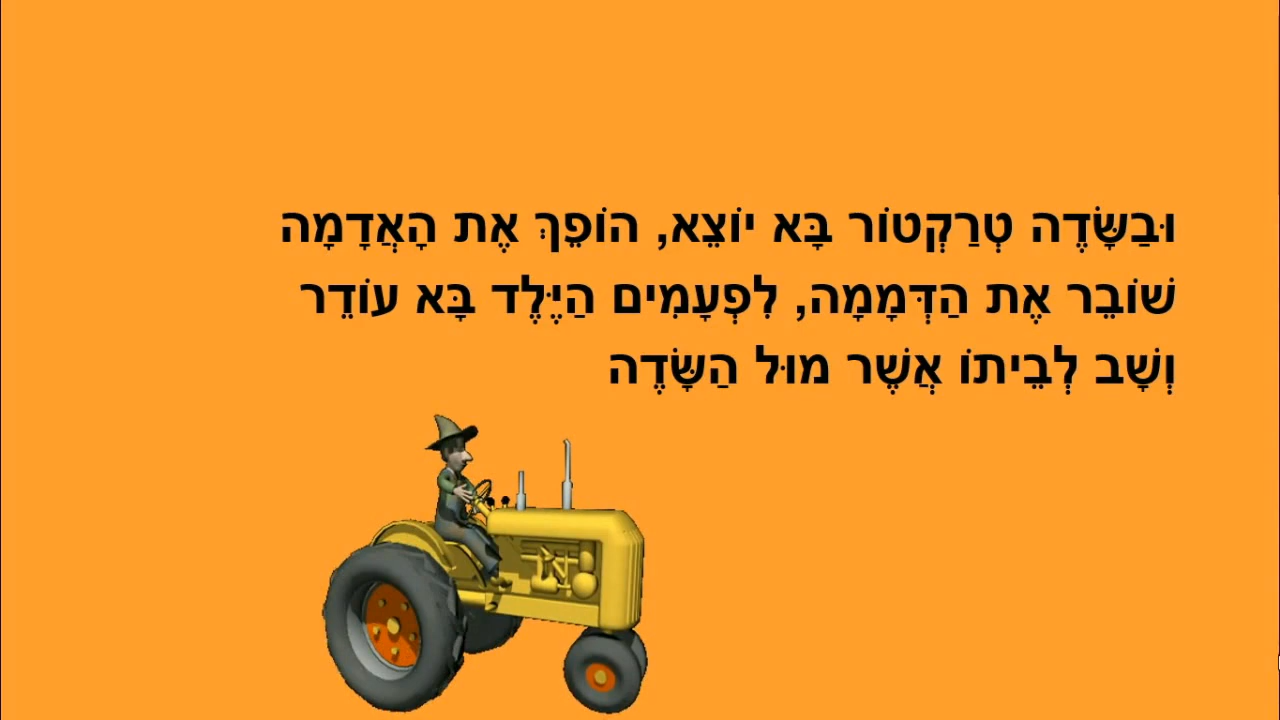 וּבַשָּׂדֶה טְרַקְטוֹר בָּא יוֹצֵא, הוֹפֵךְ אֶת הָאֲדָמָה
שׁוֹבֵר אֶת הַדְּמָמָה, לִפְעָמִים הַיֶּלֶד בָּא עוֹדֵר
וְשָׁב לְבֵיתוֹ אֲשֶׁר מוּל הַשָּׂדֶה